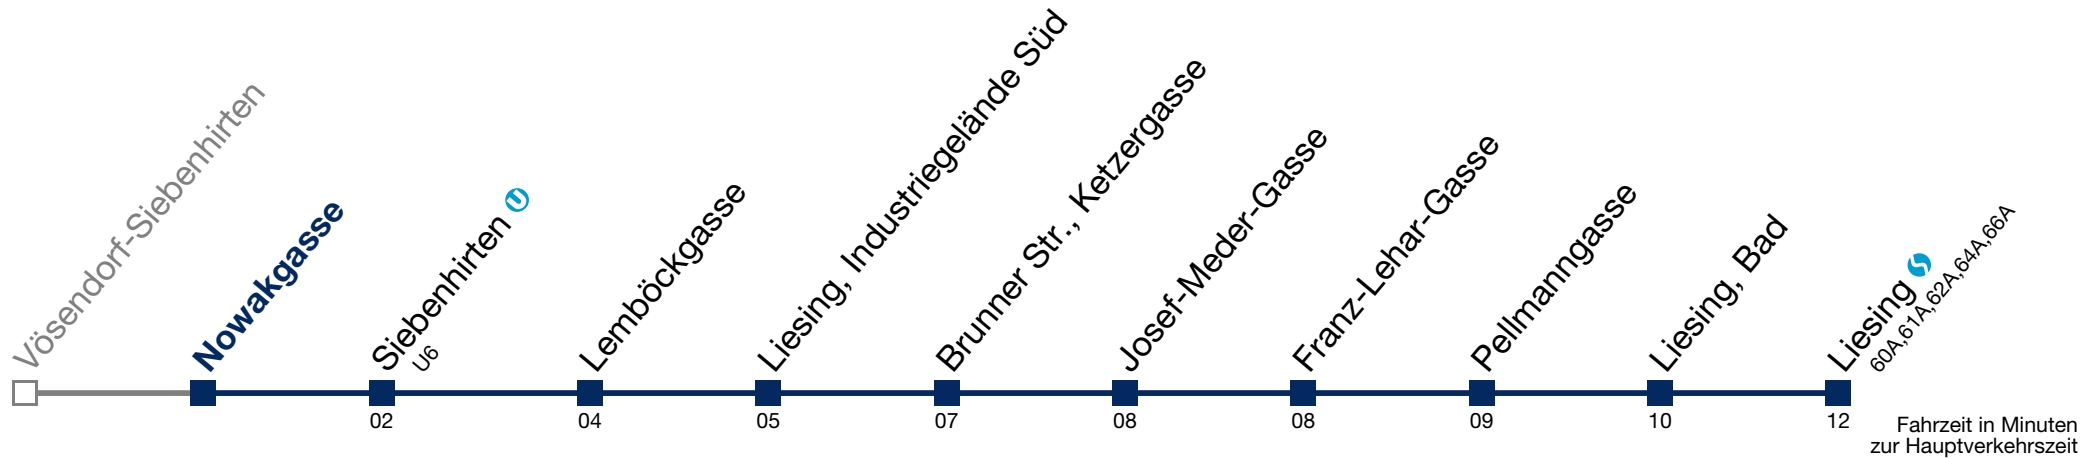 Vösendorf-Siebenhirten
Nowakgasse
Siebenhirten U
U6
Lemböckgasse
Liesing, Industriegelände Süd
Brunner Str., Ketzergasse
Josef-Meder-Gasse
Franz-Lehar-Gasse
Pellmanngasse
Liesing, Bad
Liesing S
60A,61A,62A,64A,66A
02 04 05 07 08 08 09 10 12
Fahrzeit in Minuten
zur Hauptverkehrszeit